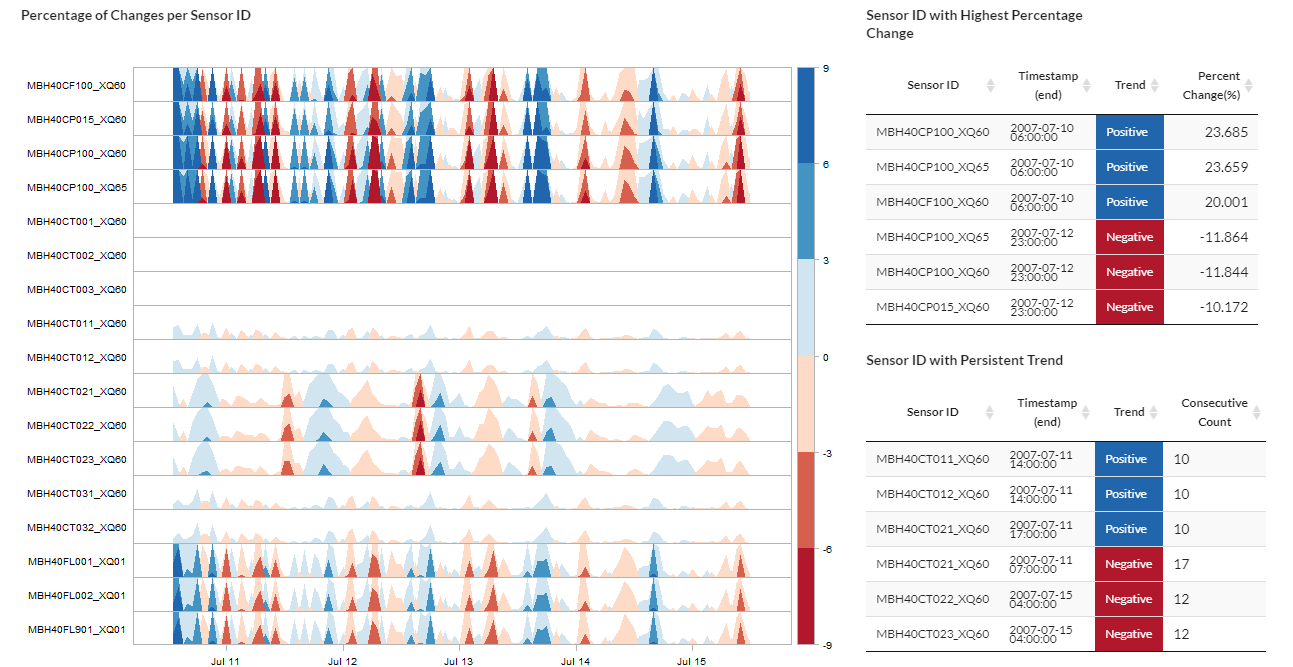 Percentage of Changes per Sensor ID
MBH40CF100_XQ60
MBH40CP015_XQ60
MBH40CP100_XQ60
MBH40CP100_XQ65
MBH40CT001_XQ60
MBH40CT002_XQ60
MBH40CT003_XQ60
MBH40CT011_XQ60
MBH40CT012_XQ60
MBH40CT021_XQ60
MBH40CT022_XQ60
MBH40CT023_XQ60
MBH40CT031_XQ60
MBH40CT032_XQ60
MBH40FL001_XQ01
MBH40FL002_XQ01
MBH40FL901_XQ01
Jul 11 Jul 12 Jul 13 Jul 14 Jul 15
9
6
3
0
-3
-6
-9
Sensor ID with Highest Percentage
Change
Sensor ID Timestamp (end) Trend Percent Change(%)
MBH40CP100_XQ60 2007-07-10 06:00:00 Positive 23.685
MBH40CP100_XQ65 2007-07-10 06:00:00 Positive 23.659
MBH40CF100_XQ60 2007-07-10 06:00:00 Positive 20.001
MBH40CP100_XQ65 2007-07-12 23:00:00 Negative -11.864
MBH40CP100_XQ60 2007-07-12 23:00:00 Negative -11.844
MBH40CP015_XQ60 2007-07-12 23:00:00 Negative -10.172
Sensor ID with Persistent Trend
Sensor ID Timestamp (end) Trend Consecutive Count
MBH40CT011_XQ60 2007-07-11 14:00:00 Positive 10
MBH40CT012_XQ60 2007-07-11 14:00:00 Positive 10
MBH40CT021_XQ60 2007-07-11 17:00:00 Positive 10
MBH40CT021_XQ60 2007-07-11 07:00:00 Negative 17
MBH40CT022_XQ60 2007-07-15 04:00:00 Negative 12
MBH40CT023_XQ60 2007-07-15 04:00:00 Negative 12